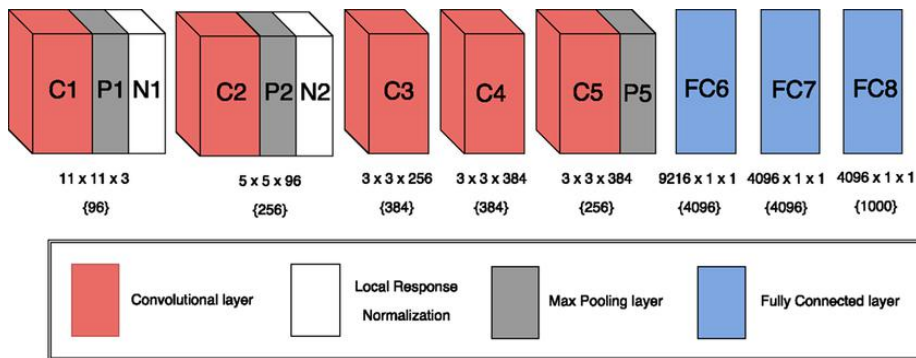 C1 P1 N1 C2 P2 N2 C3 C4 C5 P5 FC6 FC7 FC8
11 x 11 x 3 5 x 5 x 96 3 x 3 x 256 3 x 3 x 384 3 x 3 x 384 9216 x 1 x 1 4096 x 1 x 1 4096 x 1 x 1
{96} {256} {384} {384} {256} {4096} {4096} {1000}
Convolutional layer
Local Response
Normalization
Max Pooling layer
Fully Connected layer